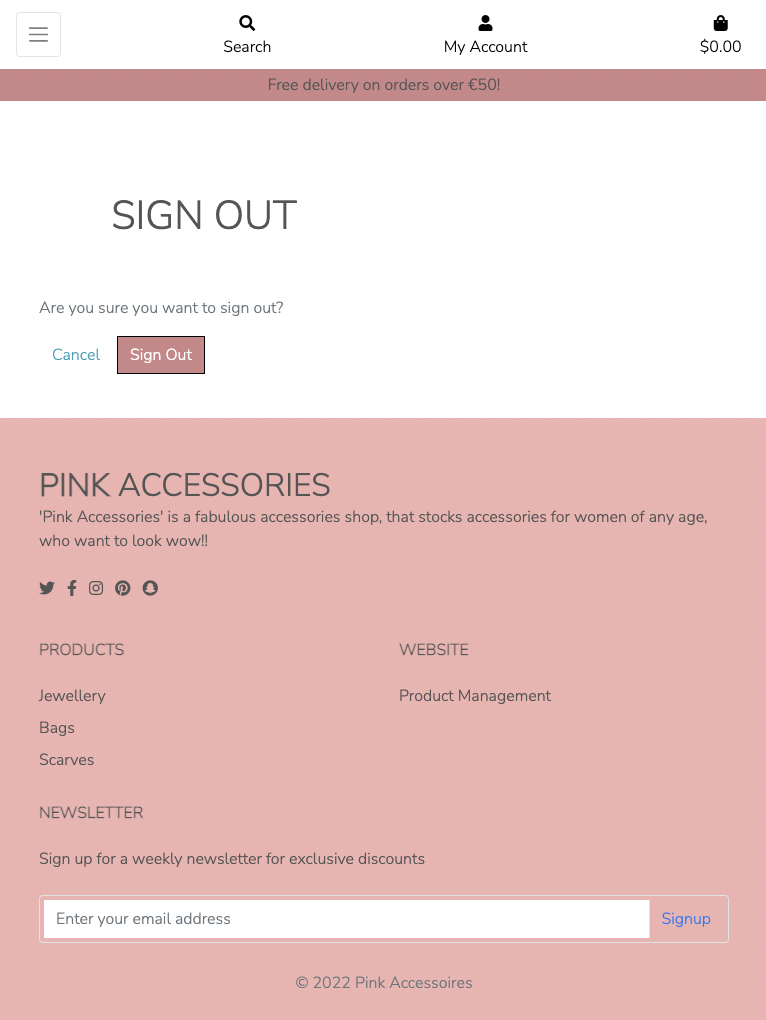 Search
My Account
$0.00
Free delivery on orders over €50!
SIGN OUT
Are you sure you want to sign out?
Cancel
Sign Out
PINK ACCESSORIES
'Pink Accessories' is a fabulous accessories shop, that stocks accessories for women of any age,
who want to look wow!!
PRODUCTS
Jewellery
Bags
Scarves
WEBSITE
Product Management
NEWSLETTER
Sign up for a weekly newsletter for exclusive discounts
Enter your email address
Signup
© 2022 Pink Accessoires